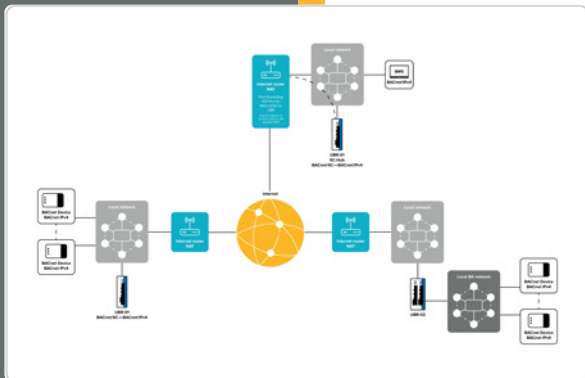 Local network
Internet router
NAT
BMS
BACnet/IPv4
UBR-01
SC Hub
BACnet/SC—BACnet/IPv4
Internet
BACnet Device
BACnet IPv4
BACnet Device
BACnet IPv4
Local network
Internet router
NAT
UBR-01
BACnet/SC—BACnet/IPv4
Internet router
NAT
Local network
UBR-02
Local BA network
BACnet Device
BACnet IPv4
BACnet Device
BACnet IPv4